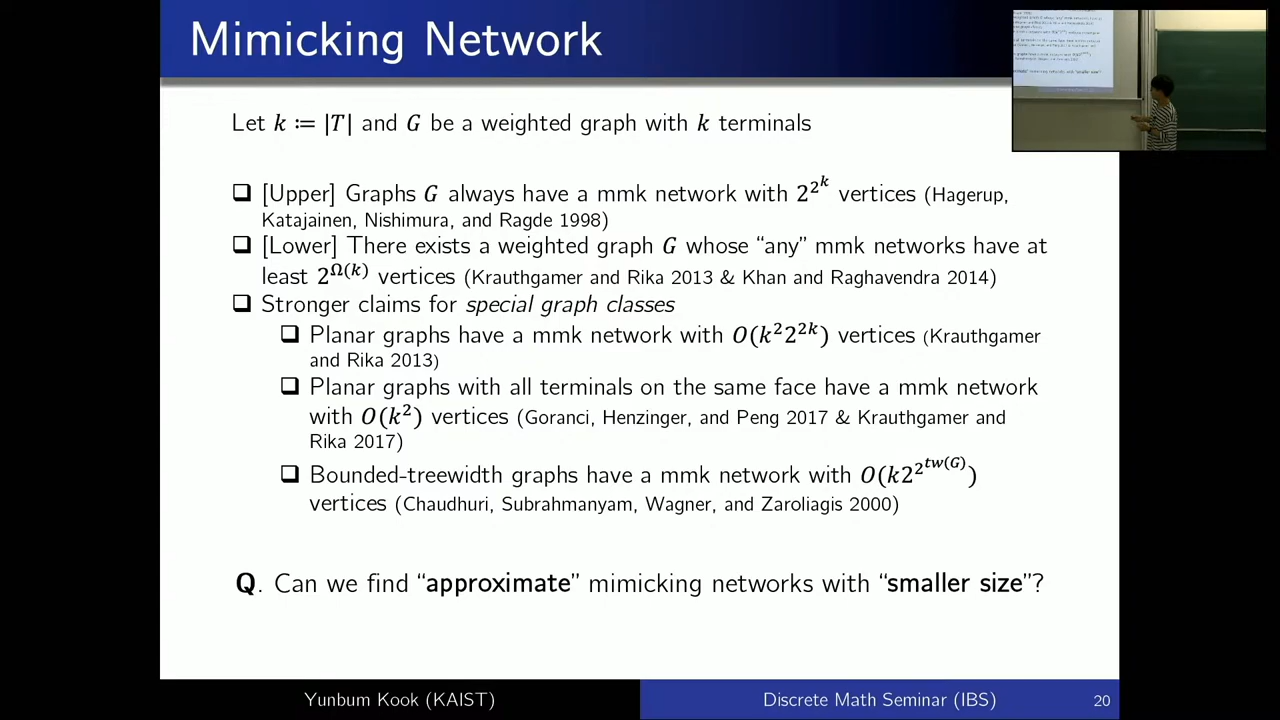 Mimicking Network
Let k ≔ |T| and G be a weighted graph with k terminals
❑ [Upper] Graphs G always have a mmk network with 2^{2^k} vertices (Hagerup,
Katajainen, Nishimura, and Ragde 1998)
❑ [Lower] There exists a weighted graph G whose “any” mmk networks have at
least 2^{Ω(k)} vertices (Krauthgamer and Rika 2013 & Khan and Raghavendra 2014)
❑ Stronger claims for special graph classes
❑ Planar graphs have a mmk network with O(k^2 2^{2k}) vertices (Krauthgamer
and Rika 2013)
❑ Planar graphs with all terminals on the same face have a mmk network
with O(k^2) vertices (Goranci, Henzinger, and Peng 2017 & Krauthgamer and
Rika 2017)
❑ Bounded-treewidth graphs have a mmk network with O(k2^{2^{tw(G)}})
vertices (Chaudhuri, Subrahmanyam, Wagner, and Zaroliagis 2000)
Q. Can we find “approximate” mimicking networks with “smaller size”?
Yunbum Kook (KAIST)
Discrete Math Seminar (IBS)
20